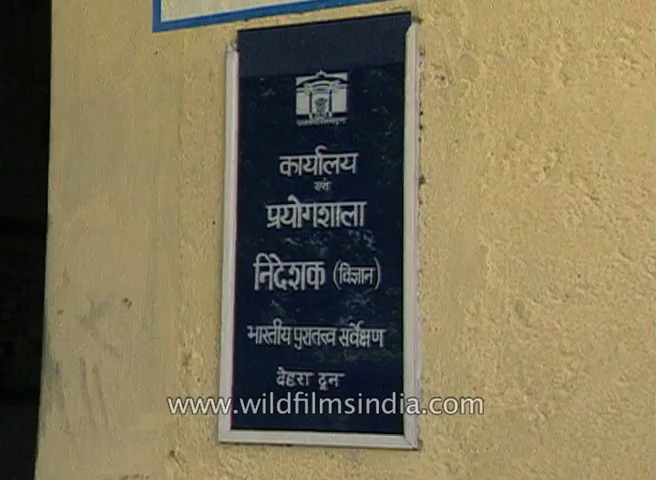 कार्यालय
एवं
प्रयोगशाला
निदेशक (विज्ञान)
भारतीय पुरातत्त्व सर्वेक्षण
देहरा दून
www.wildfilmsindia.com